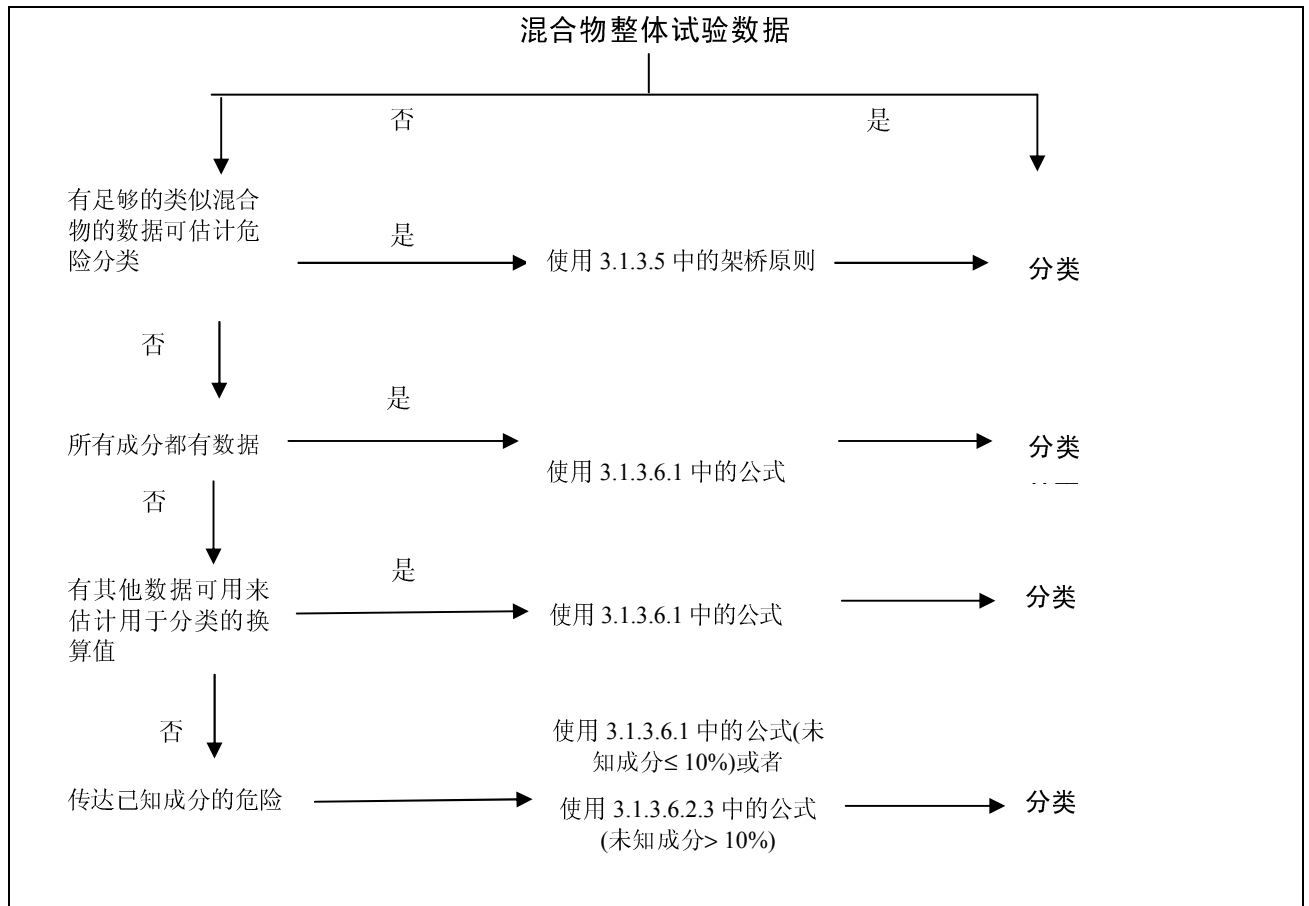 混合物整体试验数据
否
是
有足够的类似混合
物的数据可估计危
险分类
是
使用 3.1.3.5 中的架桥原则
分类
否
是
所有成分都有数据
使用 3.1.3.6.1 中的公式
分类
否
有其他数据可用来
估计用于分类的换
算值
是
使用 3.1.3.6.1 中的公式
分类
否
使用 3.1.3.6.1 中的公式(未
知成分≤ 10%)或者
传达已知成分的危险
使用 3.1.3.6.2.3 中的公式
(未知成分> 10%)
分类